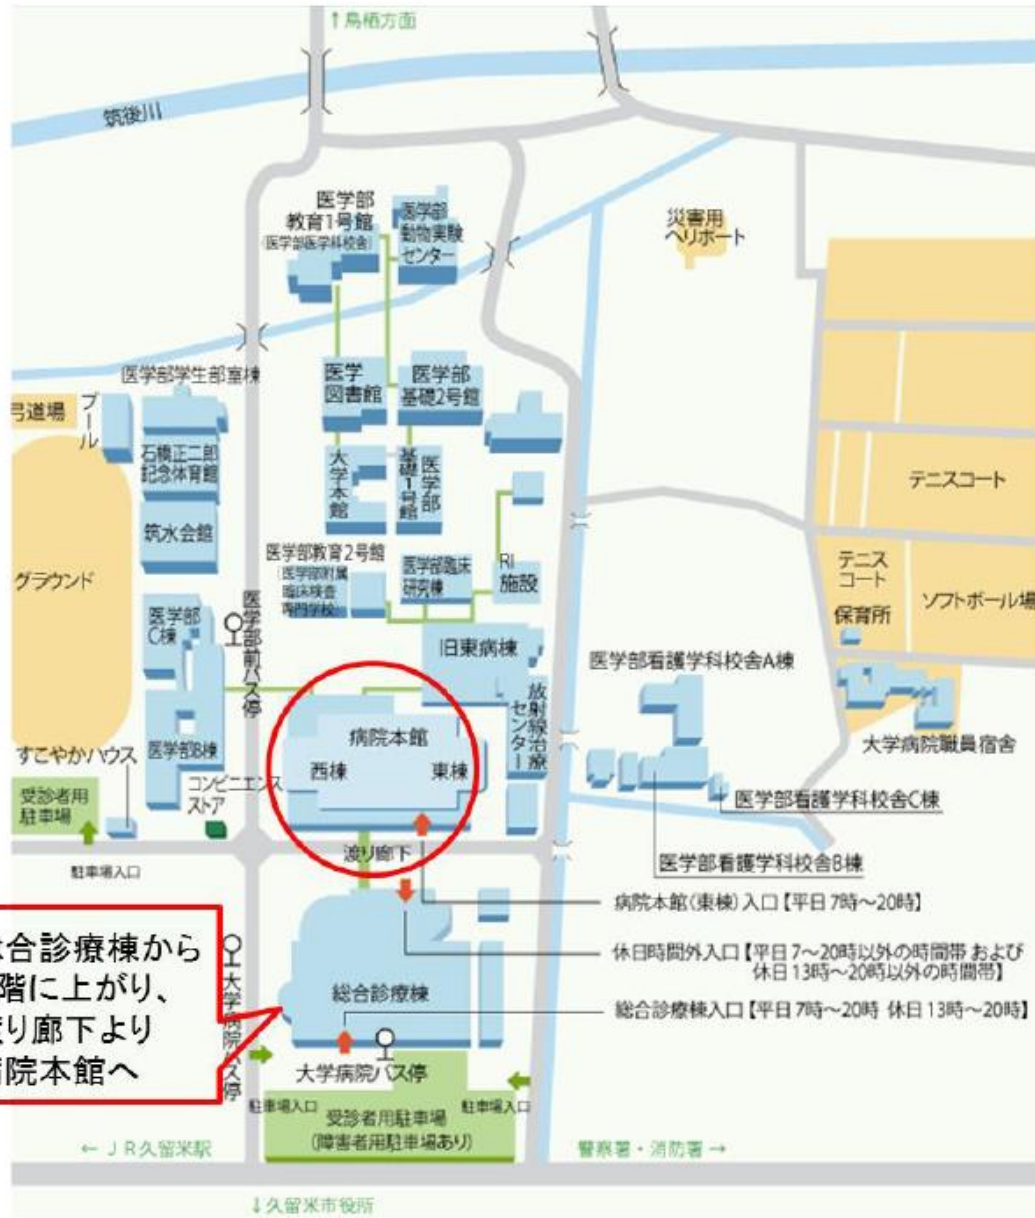 ↑鳥栖方面
筑後川
医学部
教育1号館
(医学部医学科校舎)
医学部
動物実験
センター
災害用
ヘリポート
医学部学生部室棟
医学
図書館
医学部
基礎2号館
弓道場
プール
石橋正二郎
記念体育館
大学本館
医学部
基礎1号館
テニスコート
筑水会館
医学部教育2号館
(医学部附属
臨床検査
専門学校)
医学部臨床
研究棟
RI
施設
グラウンド
テニス
コート
保育所
ソフトボール場
医学部
C棟
医学部前バス停
旧東病棟
医学部看護学科校舎A棟
放射線治療
センター
病院本館
西棟
東棟
大学病院職員宿舎
すこやかハウス
医学部B棟
コンビニエンス
ストア
受診者用
駐車場
医学部看護学科校舎C棟
駐車場入口
渡り廊下
医学部看護学科校舎B棟
病院本館(東棟)入口【平日7時～20時】
休日時間外入口【平日7～20時以外の時間帯 および
休日13時～20時以外の時間帯】
総合診療棟入口【平日7時～20時 休日13時～20時】
合診療棟から
階に上がり、
り廊下より
院本館へ
大学病院バス停
総合診療棟
大学病院バス停
駐車場入口
駐車場入口
受診者用駐車場
(障害者用駐車場あり)
← JR久留米駅
警察署・消防署 →
↓久留米市役所